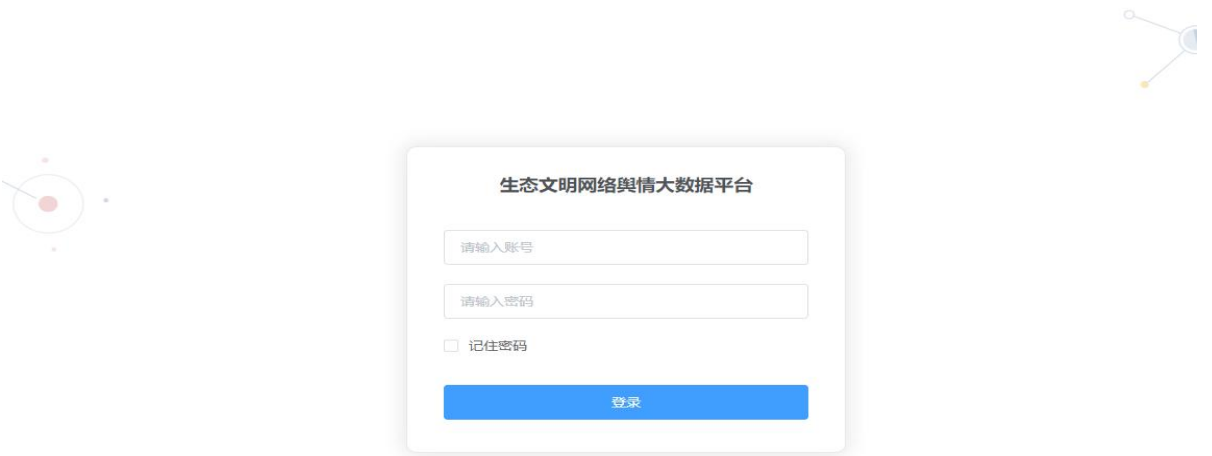 生态文明网络舆情大数据平台
请输入账号
请输入密码
记住密码
登录